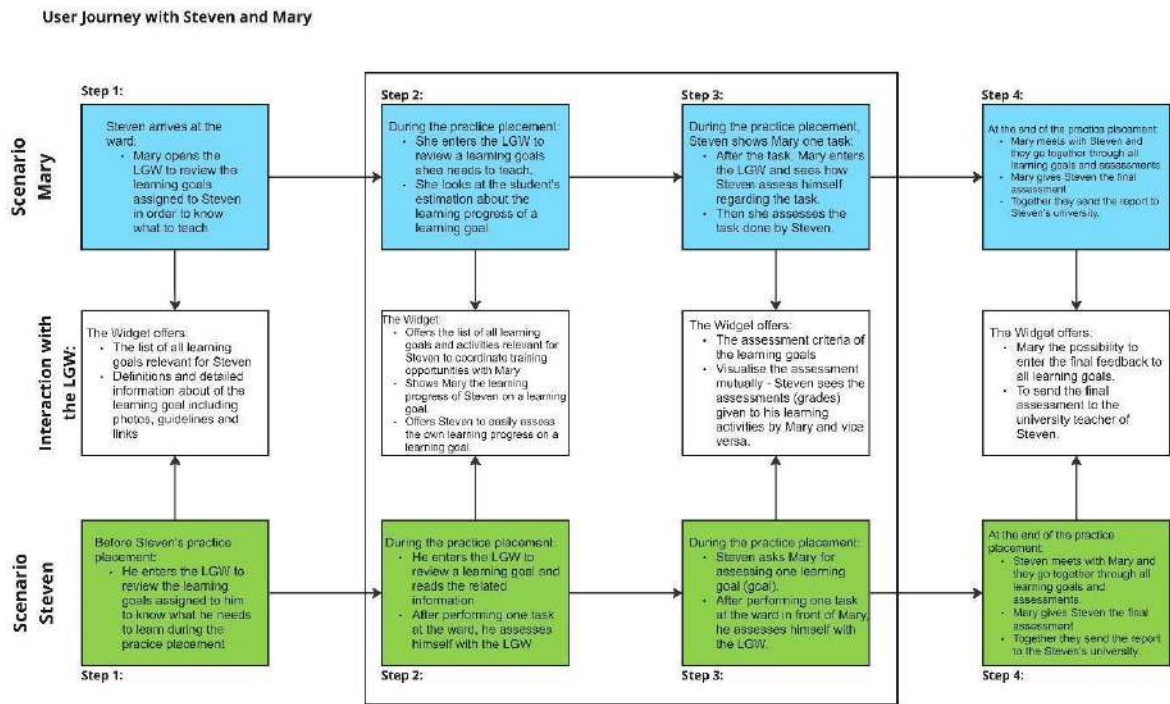 User Journey with Steven and Mary
Step 1:
Step 2:
Step 3:
Step 4:
Scenario
Mary
Steven arrives at the
ward:
• Mary opens the
LGW to review the
learning goals
assigned to Steven
in order to know
what to teach
During the practice placement:
• She enters the LGW to
review a learning goals
shee needs to teach.
• She looks at the student's
estimation about the
learning progress of a
learning goal.
During the practice placement,
Steven shows Mary one task:
• After the task, Mary enters
the LGW and sees how
Steven assess himself
regarding the task.
• Then she assesses the
task done by Steven.
At the end of the practice placement
• Mary meets with Steven and
they go together through all
learning goals and assessments
• Mary gives Steven the final
assessment
• Together they send the report to
Steven's university.
Interaction with
the LGW:
The Widget offers:
• The list of all learning
goals relevant for Steven
• Definitions and detailed
information about of the
learning goal including
photos, guidelines and
links
The Widget:
• Offers the list of all learning
goals and activities relevant for
Steven to coordinate training
opportunities with Mary
- Shows Mary the learning
progress of Steven on a learning
goal.
- Offers Steven to easily assess
the own learning progress on a
learning goal.
The Widget offers:
• The assessment criteria of
the learning goals
• Visualise the assessment
mutually - Steven sees the
assessments (grades)
given to his learning
activities by Mary and vice
versa.
The Widget offers:
• Mary the possibility to
enter the final feedback to
all learning goals.
• To send the final
assessment to the
university teacher of
Steven.
Scenario
Steven
Before Steven's practice
placement:
• He enters the LGW to
review the learning
goals assigned to him
to know what he needs
to learn during the
pracice placement
During the practice placement:
• He enters the LGW to
review a learning goal and
reads the related
information
• After performing one task
at the ward, he assesses
himself with the LGW
During the practice placement:
• Steven asks Mary for
assessing one learning
goal (goal).
• After performing one task
at the ward in front of Mary,
he assesses himself with
the LGW.
At the end of the practice
placement:
• Steven meets with Mary and
they go together through all
learning goals and
assessments
• Mary gives Steven the final
assessment
• Together they send the report
to the Steven's university.
Step 1:
Step 2:
Step 3:
Step 4: